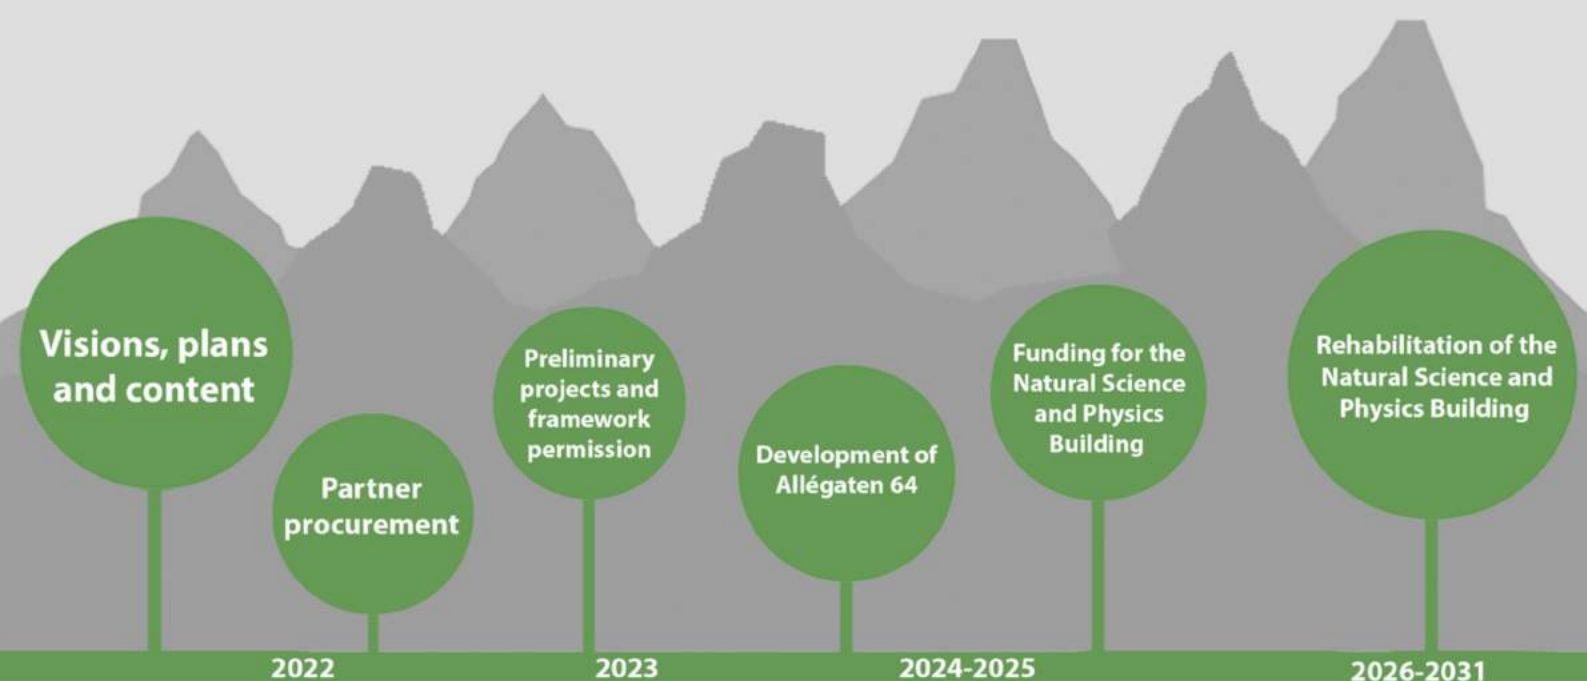 Visions, plans
and content
Partner
procurement
Preliminary
projects and
framework
permission
Development of
Allégaten 64
Funding for the
Natural Science
and Physics
Building
Rehabilitation of the
Natural Science and
Physics Building
2022
2023
2024-2025
2026-2031